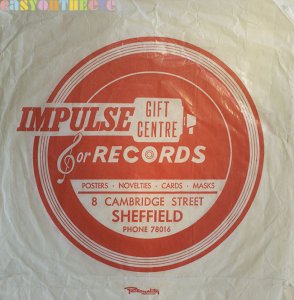 easyontheeye
IMPULSE
GIFT
CENTRE
for RECORDS
POSTERS · NOVELTIES · CARDS · MASKS
8 CAMBRIDGE STREET
SHEFFIELD
PHONE 78016